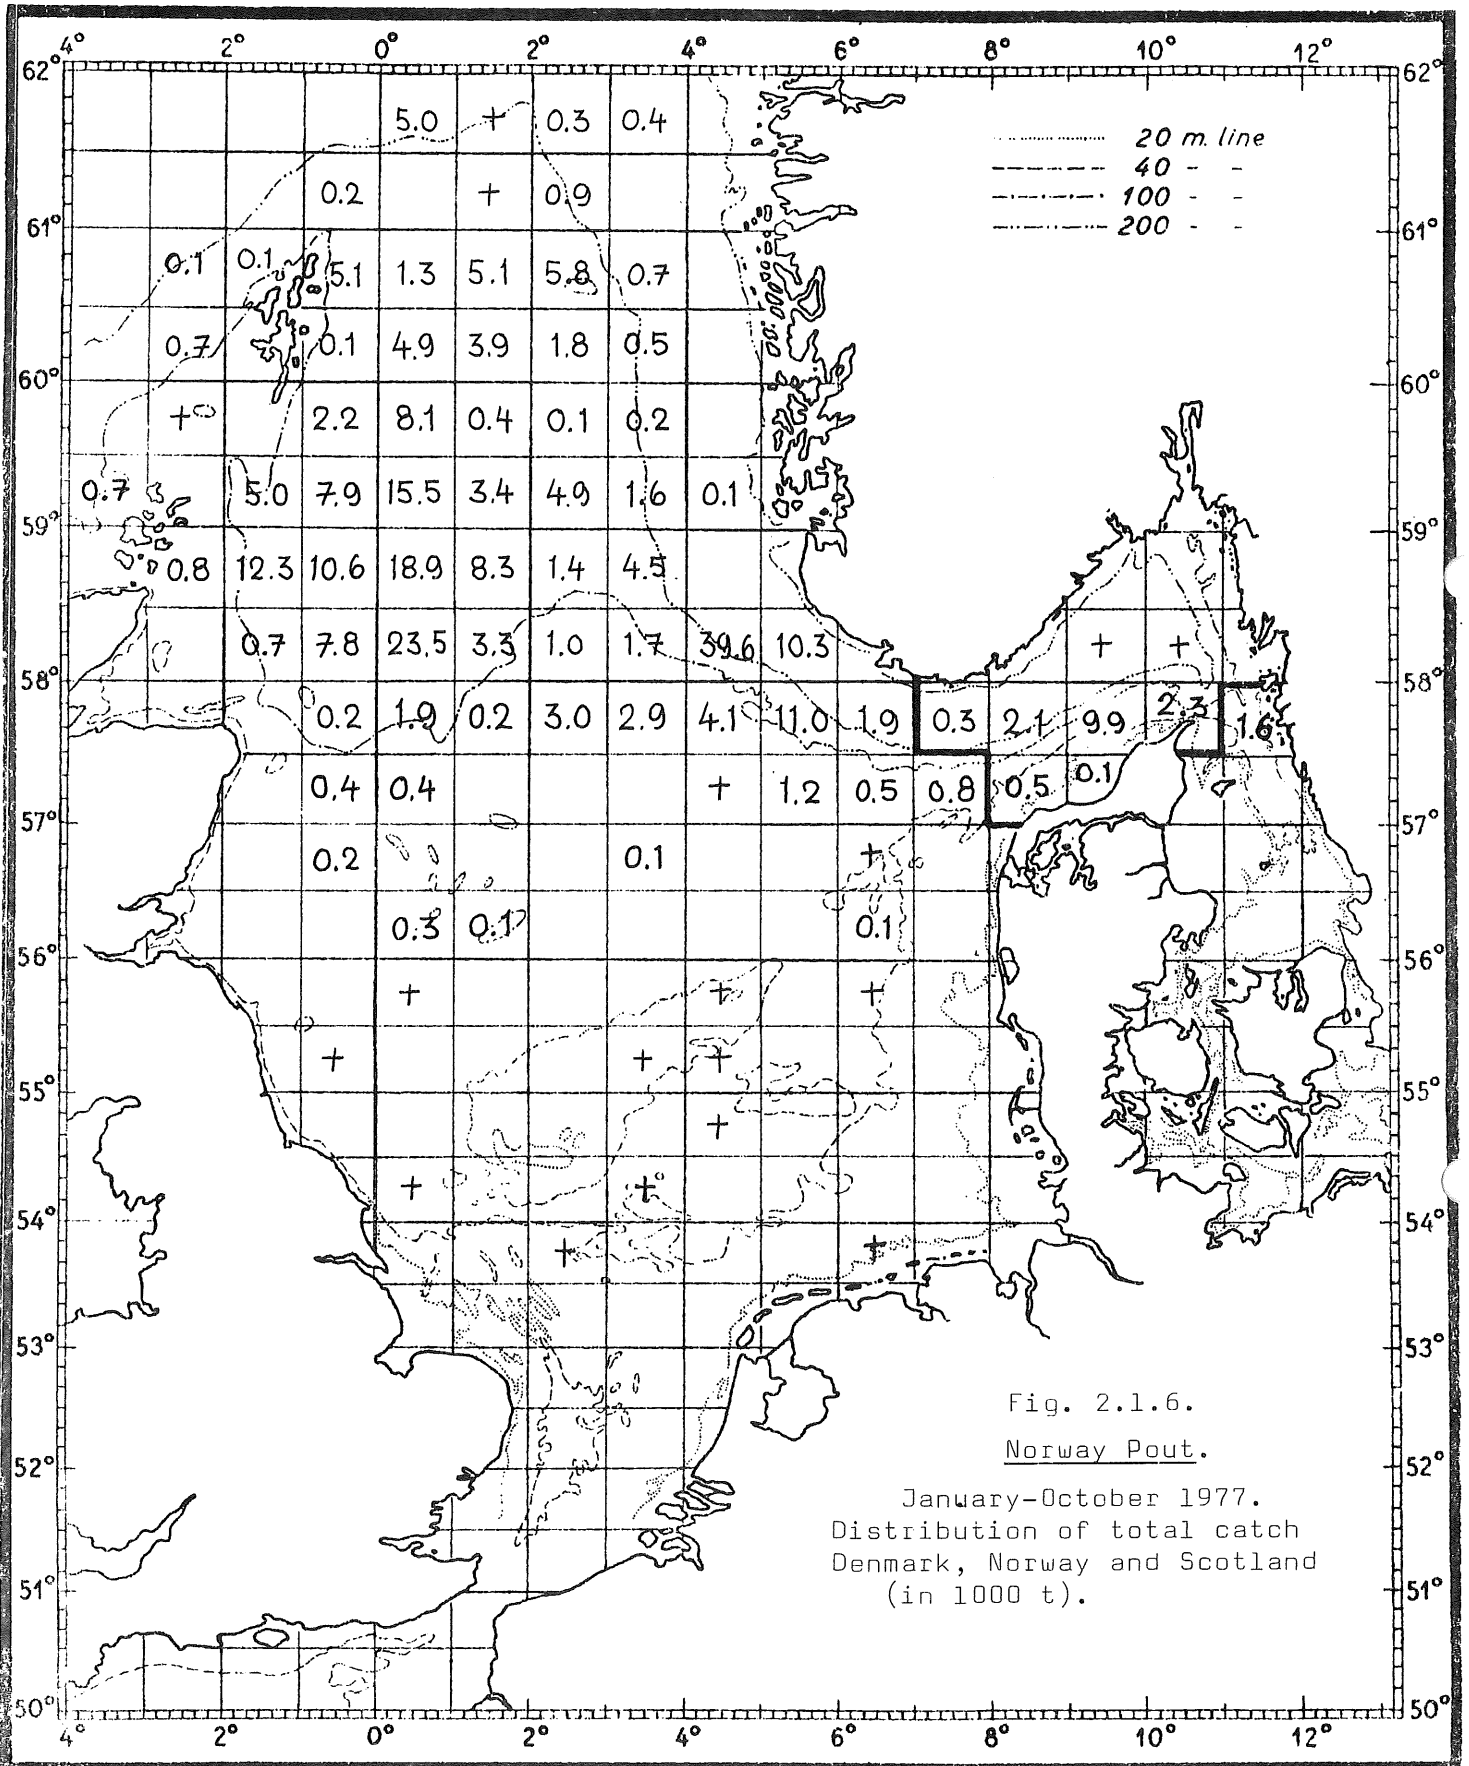 4° 2° 0° 2° 4° 6° 8° 10° 12°
62° 62°
5.0 + 0.3 0.4
20 m. line
40 - -
100 - -
200 - -
0.2 + 0.9
61° 61°
0.1 0.1 5.1 1.3 5.1 5.8 0.7
0.7 0.1 4.9 3.9 1.8 0.5
60° 60°
+ 2.2 8.1 0.4 0.1 0.2
0.7 5.0 7.9 15.5 3.4 4.9 1.6 0.1
59° 59°
0.8 12.3 10.6 18.9 8.3 1.4 4.5
0.7 7.8 23.5 3.3 1.0 1.7 39.6 10.3 + +
58° 58°
0.2 1.9 0.2 3.0 2.9 4.1 11.0 1.9 0.3 2.1 9.9 2.3 1.6
0.4 0.4 + 1.2 0.5 0.8 0.5 0.1
57° 57°
0.2 0.1 +
0.3 0.1 0.1
56° 56°
+ + +
+ + +
55° 55°
+
+ +
54° 54°
+ +
53° 53°
Fig. 2.1.6.
Norway Pout.
52° 52°
January-October 1977.
Distribution of total catch
Denmark, Norway and Scotland
(in 1000 t).
51° 51°
50° 50°
4° 2° 0° 2° 4° 6° 8° 10° 12°